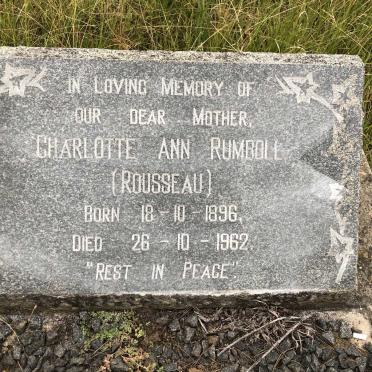 IN LOVING MEMORY OF
OUR DEAR MOTHER,
CHARLOTTE ANN RUMBOLL
(ROUSSEAU)
BORN 18-10-1896,
DIED 26-10-1962.
"REST IN PEACE".